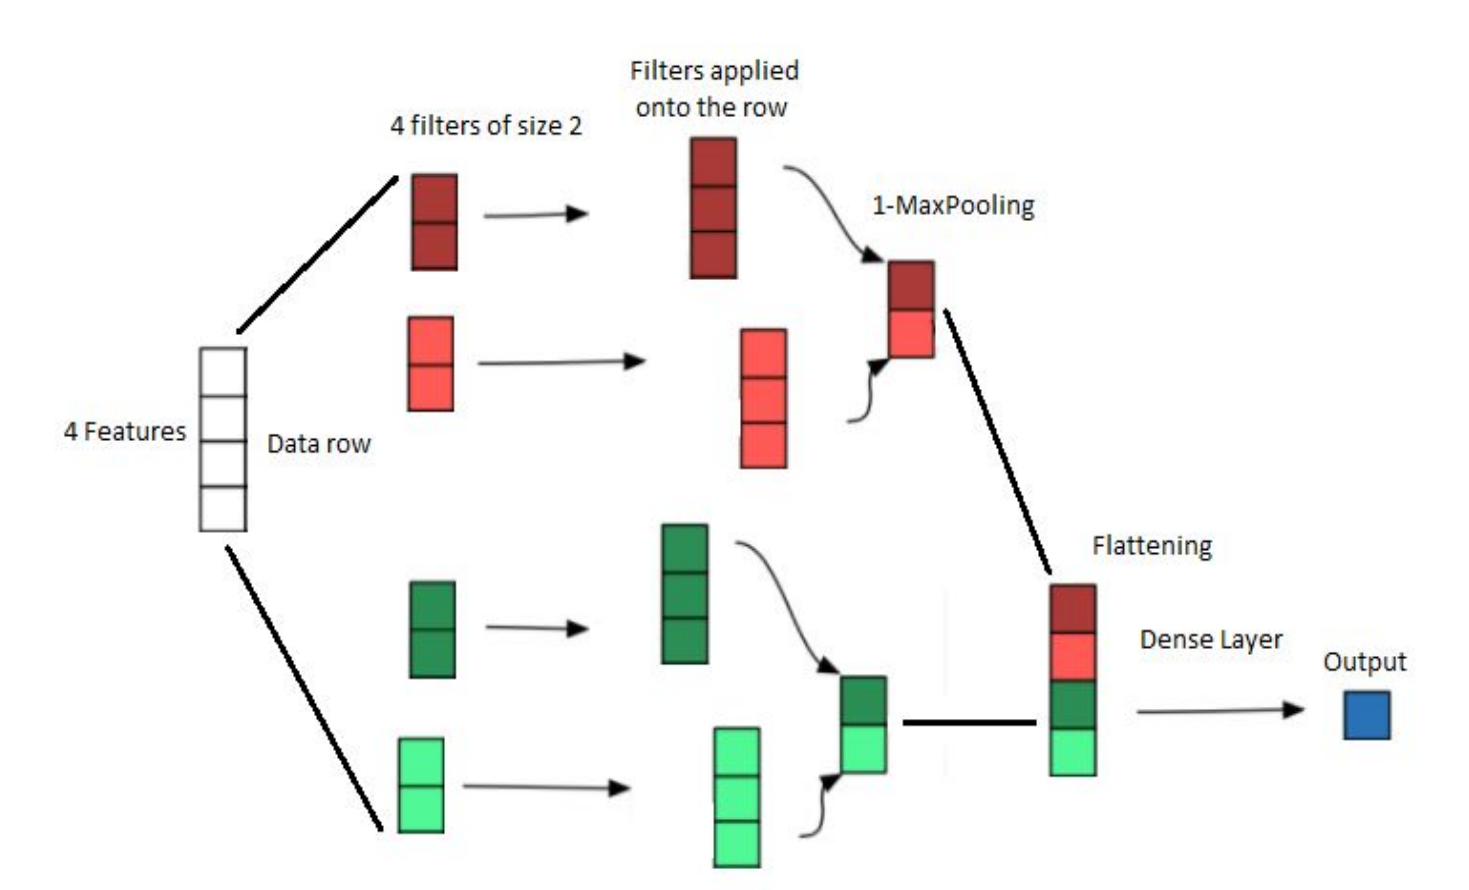 Filters applied
onto the row
4 filters of size 2
1-MaxPooling
4 Features
Data row
Flattening
Dense Layer
Output